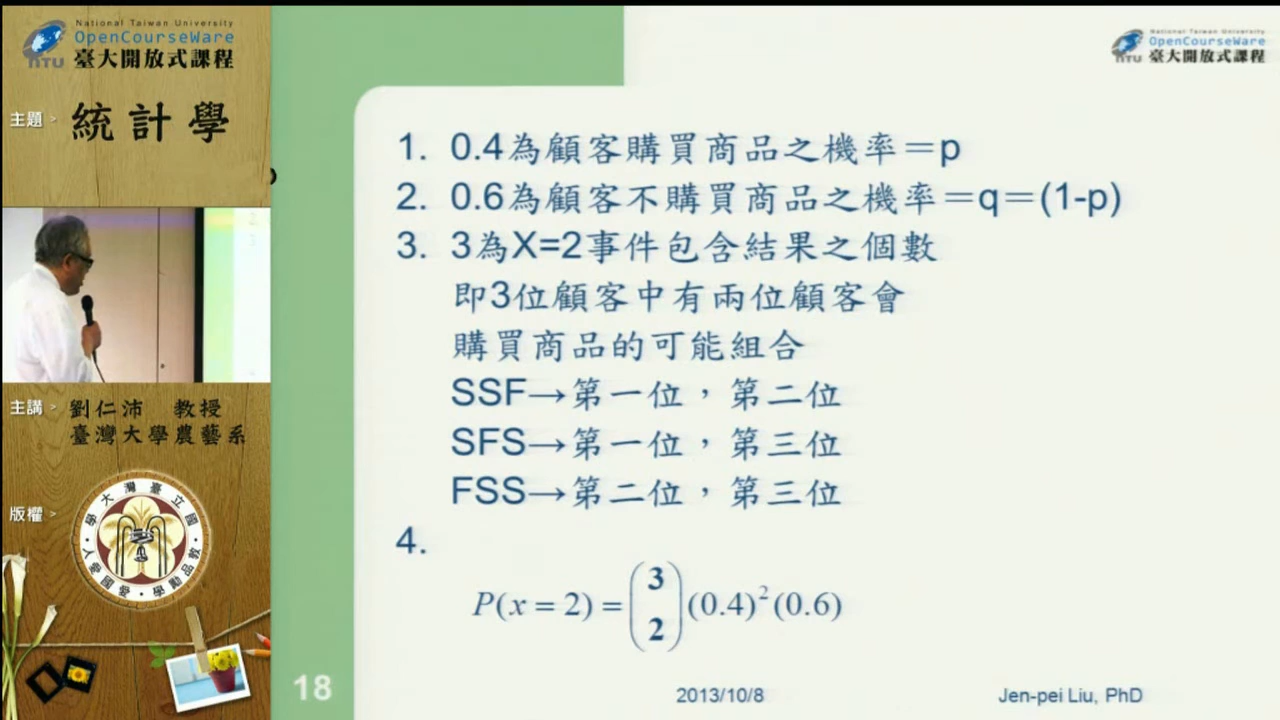 National Taiwan University
OpenCourseWare
NTU 臺大開放式課程
主題 > 統計學
主講 > 劉仁沛 教授
臺灣大學農藝系
版權 >
National Taiwan University
OpenCourseWare
NTU 臺大開放式課程
1. 0.4為顧客購買商品之機率＝p
2. 0.6為顧客不購買商品之機率＝q＝(1-p)
3. 3為X=2事件包含結果之個數
即3位顧客中有兩位顧客會
購買商品的可能組合
SSF→第一位，第二位
SFS→第一位，第三位
FSS→第二位，第三位
4.
P(x = 2) = (3 2) (0.4)² (0.6)
18
2013/10/8
Jen-pei Liu, PhD